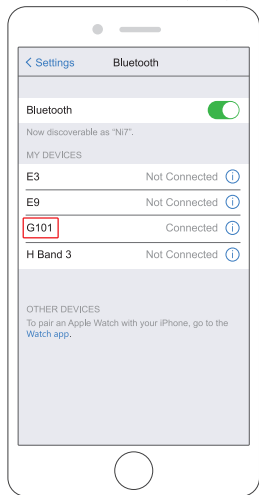 Settings Bluetooth
Bluetooth
Now discoverable as “Ni7”.
MY DEVICES
E3 Not Connected
E9 Not Connected
G101 Connected
H Band 3 Not Connected
OTHER DEVICES
To pair an Apple Watch with your iPhone, go to the
Watch app.